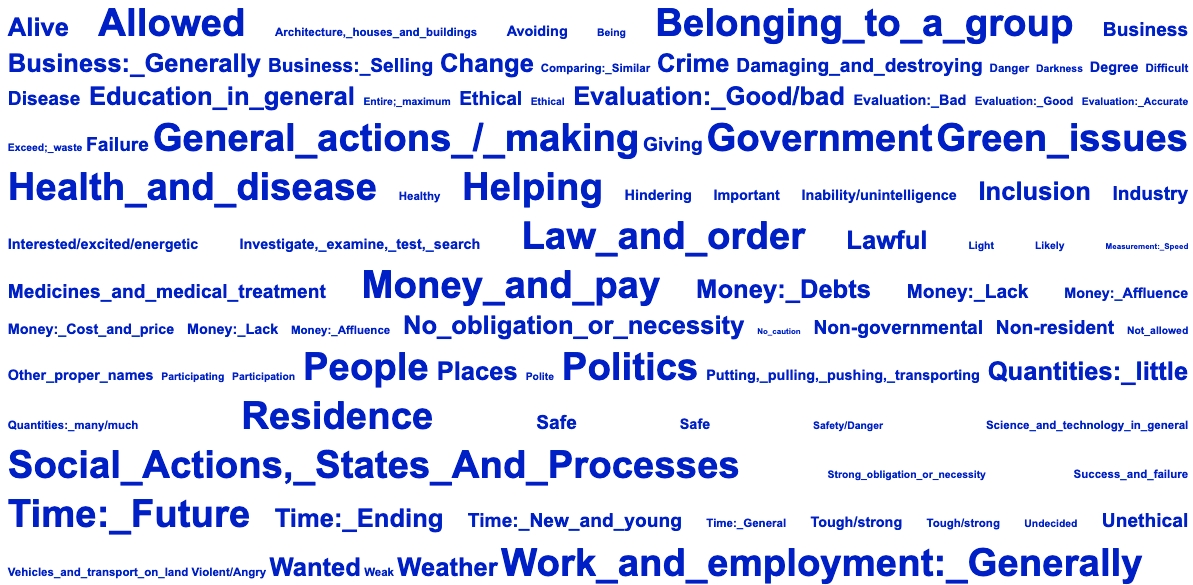 Alive Allowed Architecture,_houses_and_buildings Avoiding Being Belonging_to_a_group Business
Business:_Generally Business:_Selling Change Comparing:_Similar Crime Damaging_and_destroying Danger Darkness Degree Difficult
Disease Education_in_general Entire;_maximum Ethical Ethical Evaluation:_Good/bad Evaluation:_Bad Evaluation:_Good Evaluation:_Accurate
Exceed;_waste Failure General_actions_/_making Giving Government Green_issues
Health_and_disease Healthy Helping Hindering Important Inability/unintelligence Inclusion Industry
Interested/excited/energetic Investigate,_examine,_test,_search Law_and_order Lawful Light Likely Measurement:_Speed
Medicines_and_medical_treatment Money_and_pay Money:_Debts Money:_Lack Money:_Affluence
Money:_Cost_and_price Money:_Lack Money:_Affluence No_obligation_or_necessity No_caution Non-governmental Non-resident Not_allowed
Other_proper_names Participating Participation People Places Polite Politics Putting,_pulling,_pushing,_transporting Quantities:_little
Quantities:_many/much Residence Safe Safe Safety/Danger Science_and_technology_in_general
Social_Actions,_States_And_Processes Strong_obligation_or_necessity Success_and_failure
Time:_Future Time:_Ending Time:_New_and_young Time:_General Tough/strong Tough/strong Undecided Unethical
Vehicles_and_transport_on_land Violent/Angry Wanted Weak Weather Work_and_employment:_Generally